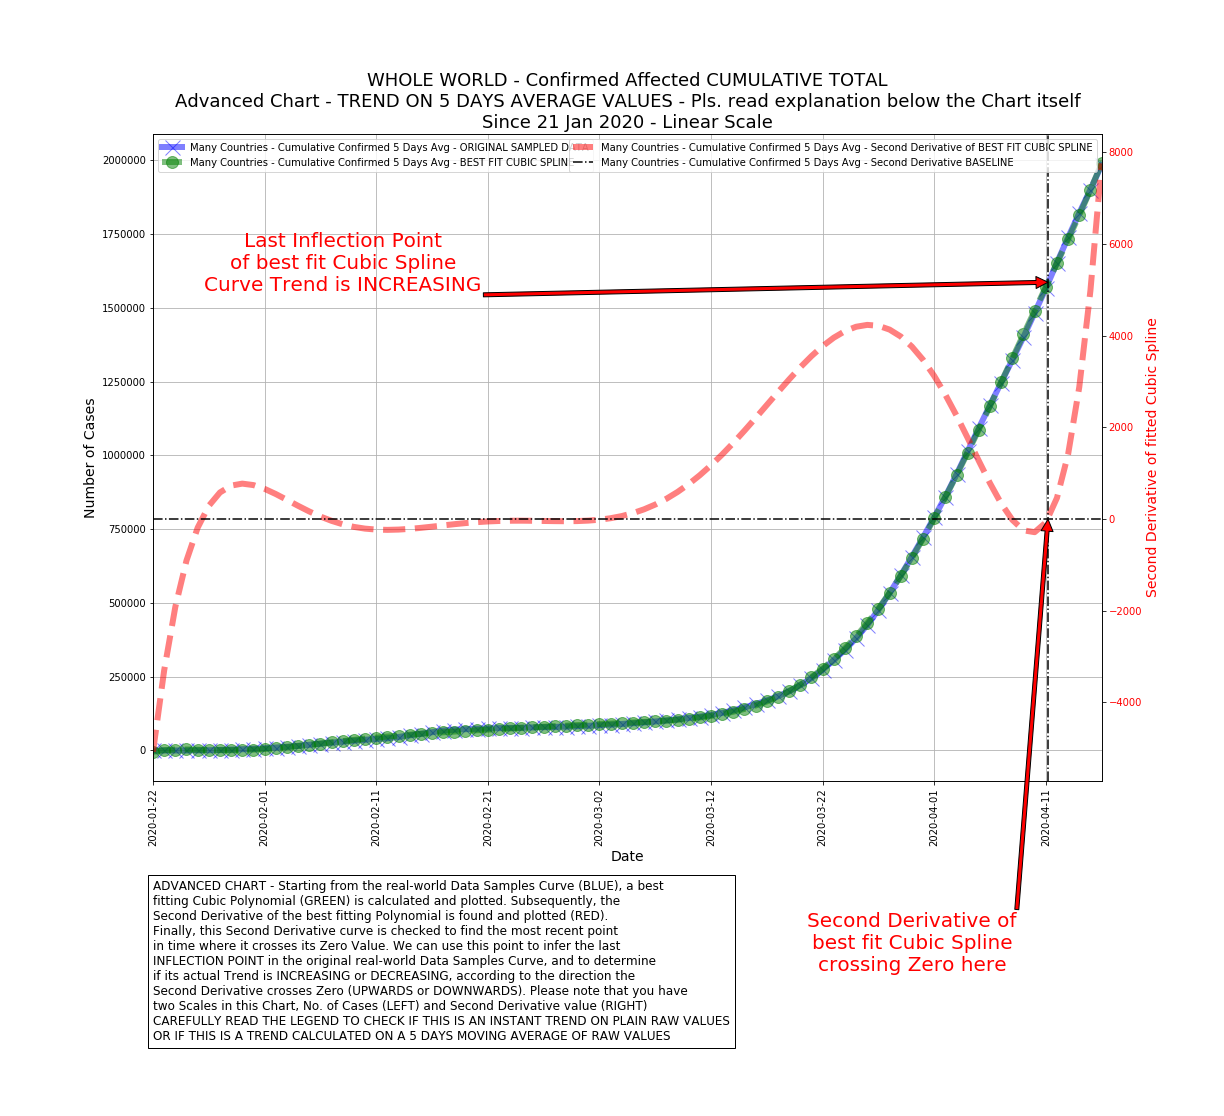 WHOLE WORLD - Confirmed Affected CUMULATIVE TOTAL
Advanced Chart - TREND ON 5 DAYS AVERAGE VALUES - Pls. read explanation below the Chart itself
Since 21 Jan 2020 - Linear Scale
Many Countries - Cumulative Confirmed 5 Days Avg - ORIGINAL SAMPLED DATA
Many Countries - Cumulative Confirmed 5 Days Avg - BEST FIT CUBIC SPLINE
Many Countries - Cumulative Confirmed 5 Days Avg - Second Derivative of BEST FIT CUBIC SPLINE
Many Countries - Cumulative Confirmed 5 Days Avg - Second Derivative BASELINE
Number of Cases
2000000
1750000
1500000
1250000
1000000
750000
500000
250000
0
Last Inflection Point
of best fit Cubic Spline
Curve Trend is INCREASING
8000
6000
4000
2000
0
−2000
−4000
Second Derivative of fitted Cubic Spline
2020-01-22
2020-02-01
2020-02-11
2020-02-21
2020-03-02
2020-03-12
2020-03-22
2020-04-01
2020-04-11
Date
Second Derivative of
best fit Cubic Spline
crossing Zero here
ADVANCED CHART - Starting from the real-world Data Samples Curve (BLUE), a best
fitting Cubic Polynomial (GREEN) is calculated and plotted. Subsequently, the
Second Derivative of the best fitting Polynomial is found and plotted (RED).
Finally, this Second Derivative curve is checked to find the most recent point
in time where it crosses its Zero Value. We can use this point to infer the last
INFLECTION POINT in the original real-world Data Samples Curve, and to determine
if its actual Trend is INCREASING or DECREASING, according to the direction the
Second Derivative crosses Zero (UPWARDS or DOWNWARDS). Please note that you have
two Scales in this Chart, No. of Cases (LEFT) and Second Derivative value (RIGHT)
CAREFULLY READ THE LEGEND TO CHECK IF THIS IS AN INSTANT TREND ON PLAIN RAW VALUES
OR IF THIS IS A TREND CALCULATED ON A 5 DAYS MOVING AVERAGE OF RAW VALUES